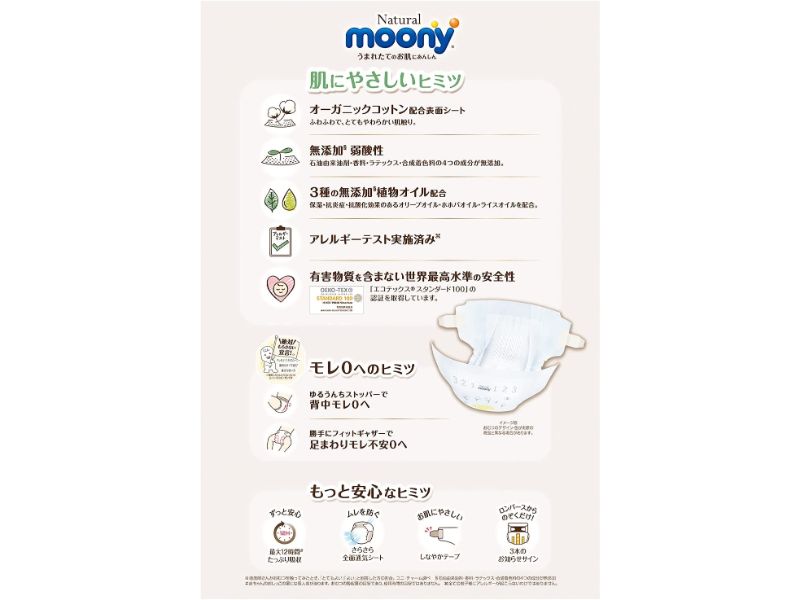 Natural
moony
うまれたてのお肌にあんしん
肌にやさしいヒミツ
オーガニックコットン配合表面シート
ふわふわで、とてもやわらかい肌触り。
無添加§ 弱酸性
石油由来油剤・香料・ラテックス・合成着色料の4つの成分が無添加。
3種の無添加§植物オイル配合
保湿・抗炎症・抗酸化効果のあるオリーブオイル・ホホバオイル・ライスオイルを配合。
アレルギーテスト
アレルギーテスト実施済み※
有害物質を含まない世界最高水準の安全性
OEKO-TEX®
STANDARD 100
「エコテックス®スタンダード100」の
認証を取得しています。
モレ0へのヒミツ
ゆるうんちストッパーで
背中モレ0へ
勝手にフィットギャザーで
足まわりモレ不安0へ
moony
3 2 1 1 2 3
イメージ図
もっと安心なヒミツ
ずっと安心
最大12時間
たっぷり吸収
ムレを防ぐ
さらさら
全面通気シート
お肌にやさしい
しなやかテープ
ロンパースから
のぞくだけ!
3本の
お知らせサイン